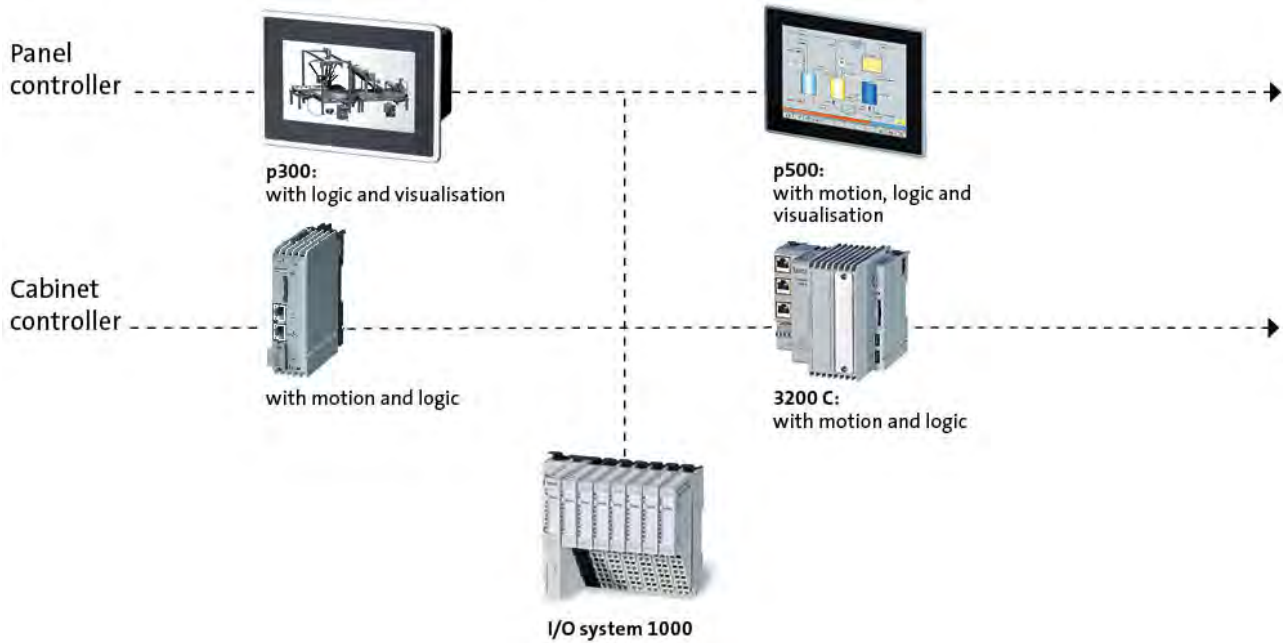 Panel
controller
p300:
with logic and visualisation
p500:
with motion, logic and
visualisation
Cabinet
controller
with motion and logic
3200 C:
with motion and logic
I/O system 1000